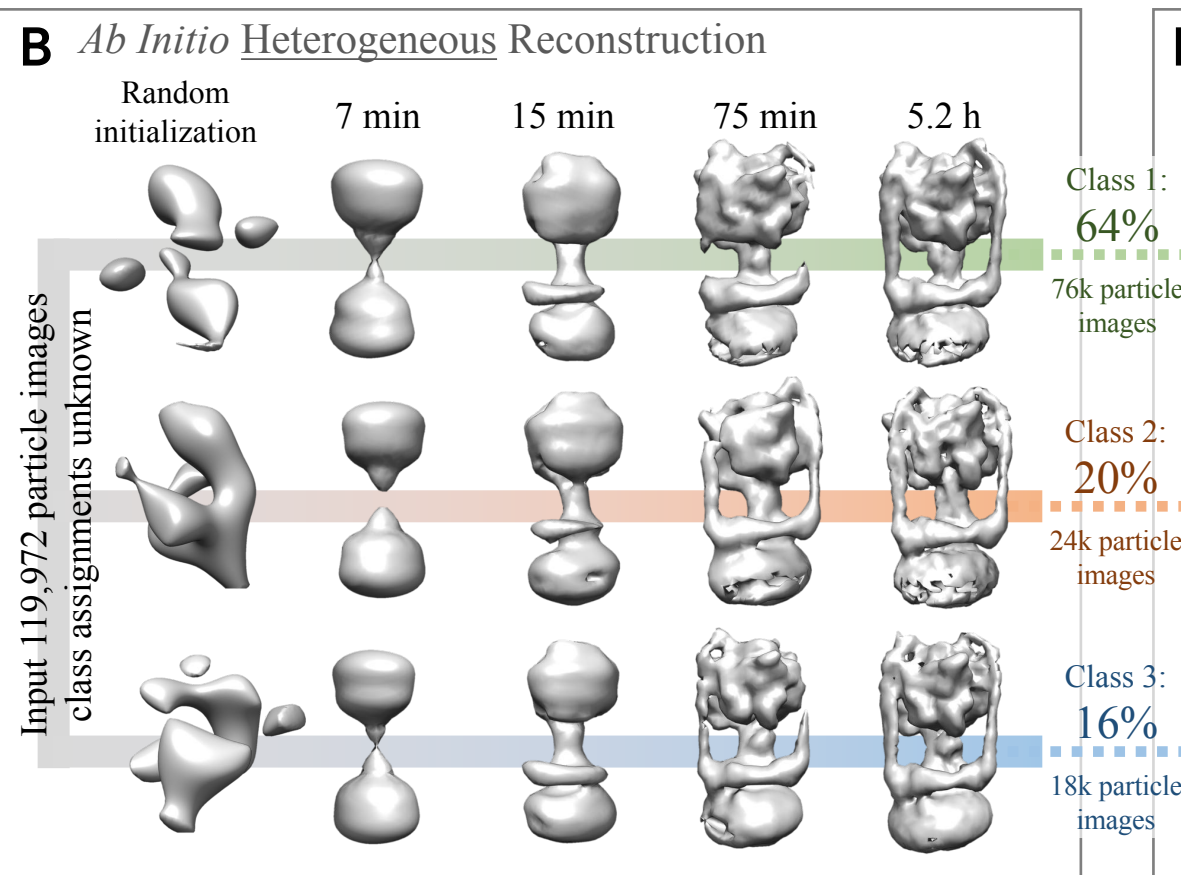 B
Ab Initio Heterogeneous Reconstruction
Random
initialization
7 min
15 min
75 min
5.2 h
Input 119,972 particle images
class assignments unknown
Class 1:
64%
76k particle
images
Class 2:
20%
24k particle
images
Class 3:
16%
18k particle
images